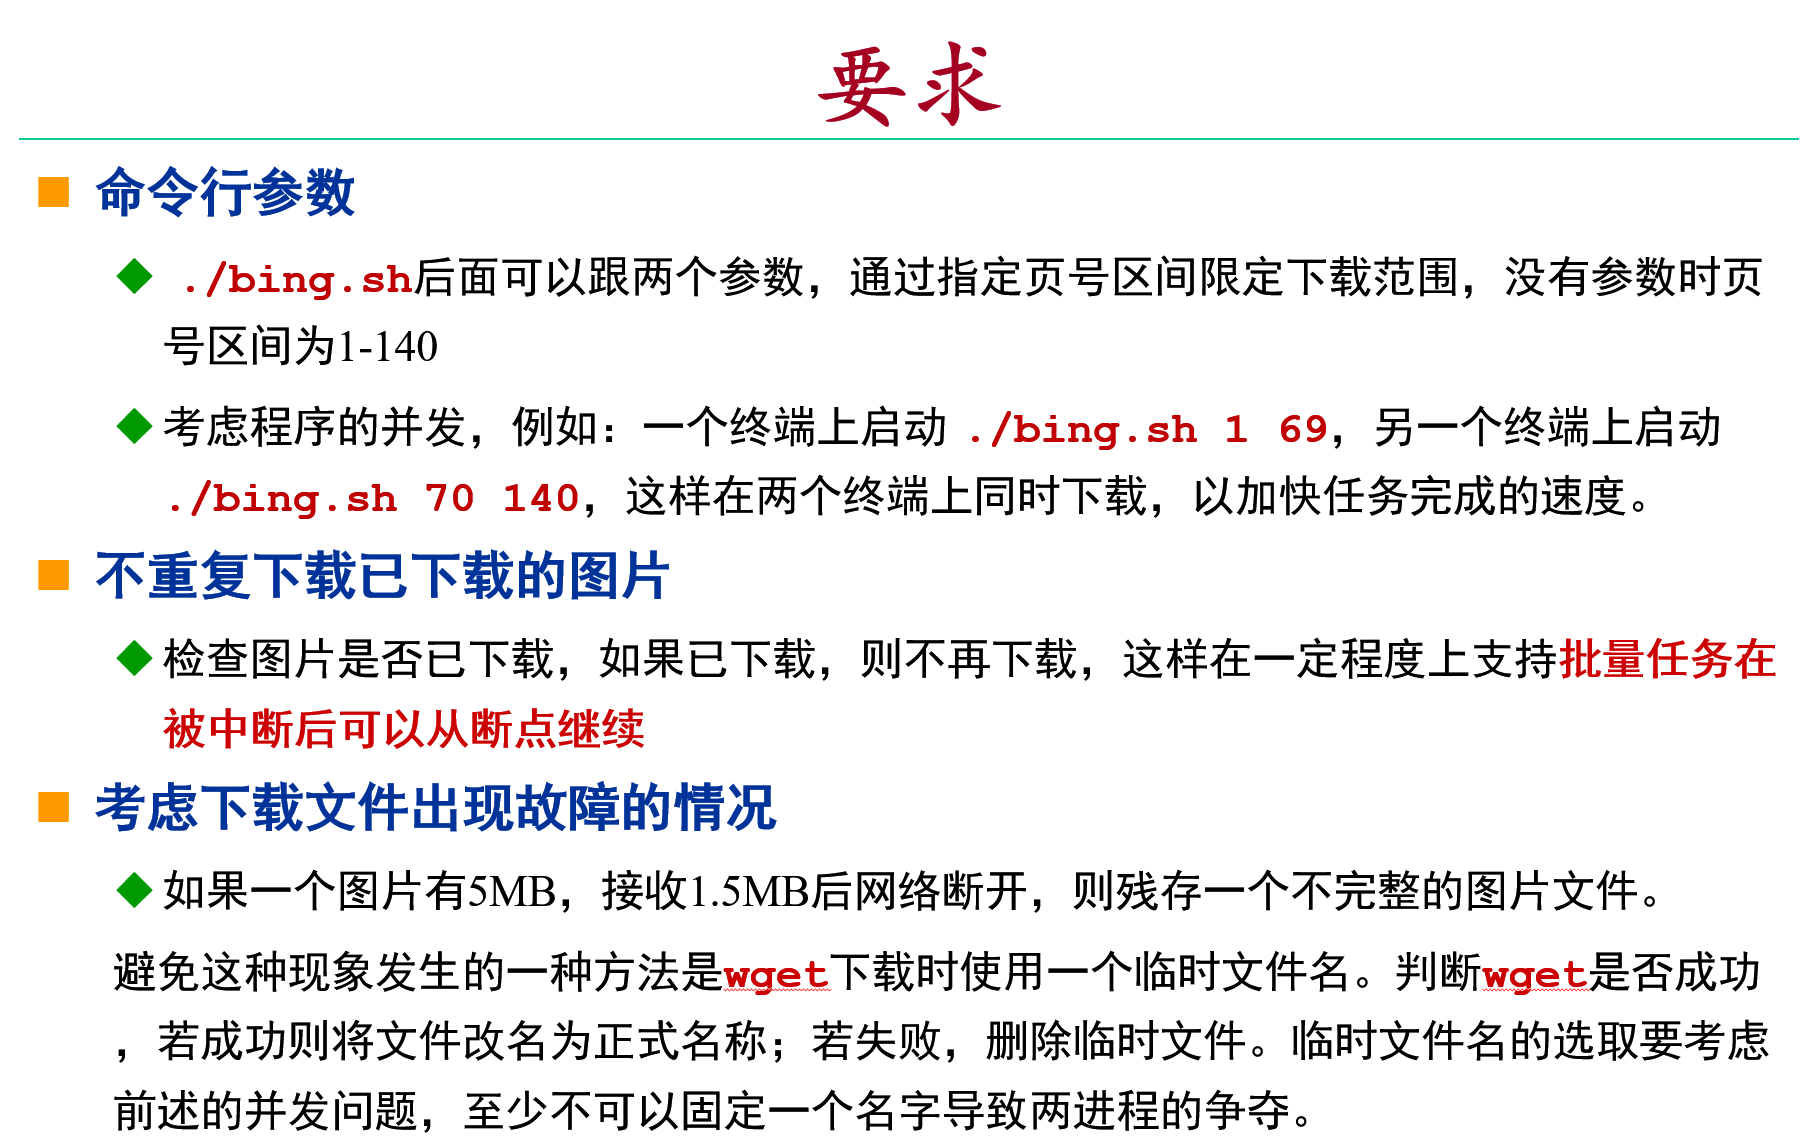 要求
命令行参数
./bing.sh后面可以跟两个参数，通过指定页号区间限定下载范围，没有参数时页
号区间为1-140
考虑程序的并发，例如：一个终端上启动 ./bing.sh 1 69，另一个终端上启动
./bing.sh 70 140，这样在两个终端上同时下载，以加快任务完成的速度。
不重复下载已下载的图片
检查图片是否已下载，如果已下载，则不再下载，这样在一定程度上支持批量任务在
被中断后可以从断点继续
考虑下载文件出现故障的情况
如果一个图片有5MB，接收1.5MB后网络断开，则残存一个不完整的图片文件。
避免这种现象发生的一种方法是wget下载时使用一个临时文件名。判断wget是否成功
，若成功则将文件改名为正式名称；若失败，删除临时文件。临时文件名的选取要考虑
前述的并发问题，至少不可以固定一个名字导致两进程的争夺。